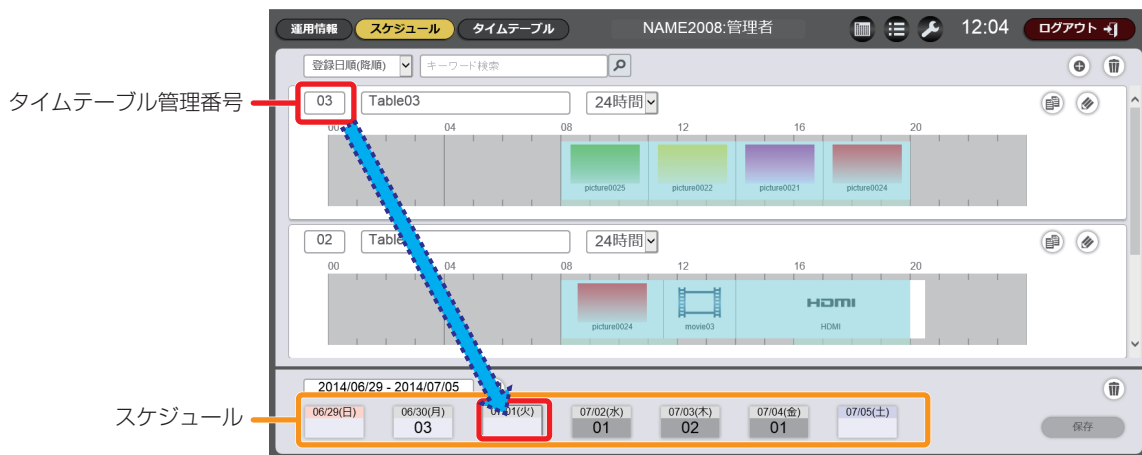 運用情報 スケジュール タイムテーブル NAME2008:管理者 12:04 ログアウト
登録日順(降順) キーワード検索
タイムテーブル管理番号
03 Table03 24時間
00 04 08 12 16 20
picture0025 picture0022 picture0021 picture0024
02 Table 24時間
00 04 08 12 16 20
HDMI
picture0024 movie03 HDMI
2014/06/29 - 2014/07/05
スケジュール
06/29(日) 06/30(月) 07/01(火) 07/02(水) 07/03(木) 07/04(金) 07/05(土)
03 01 02 01 保存